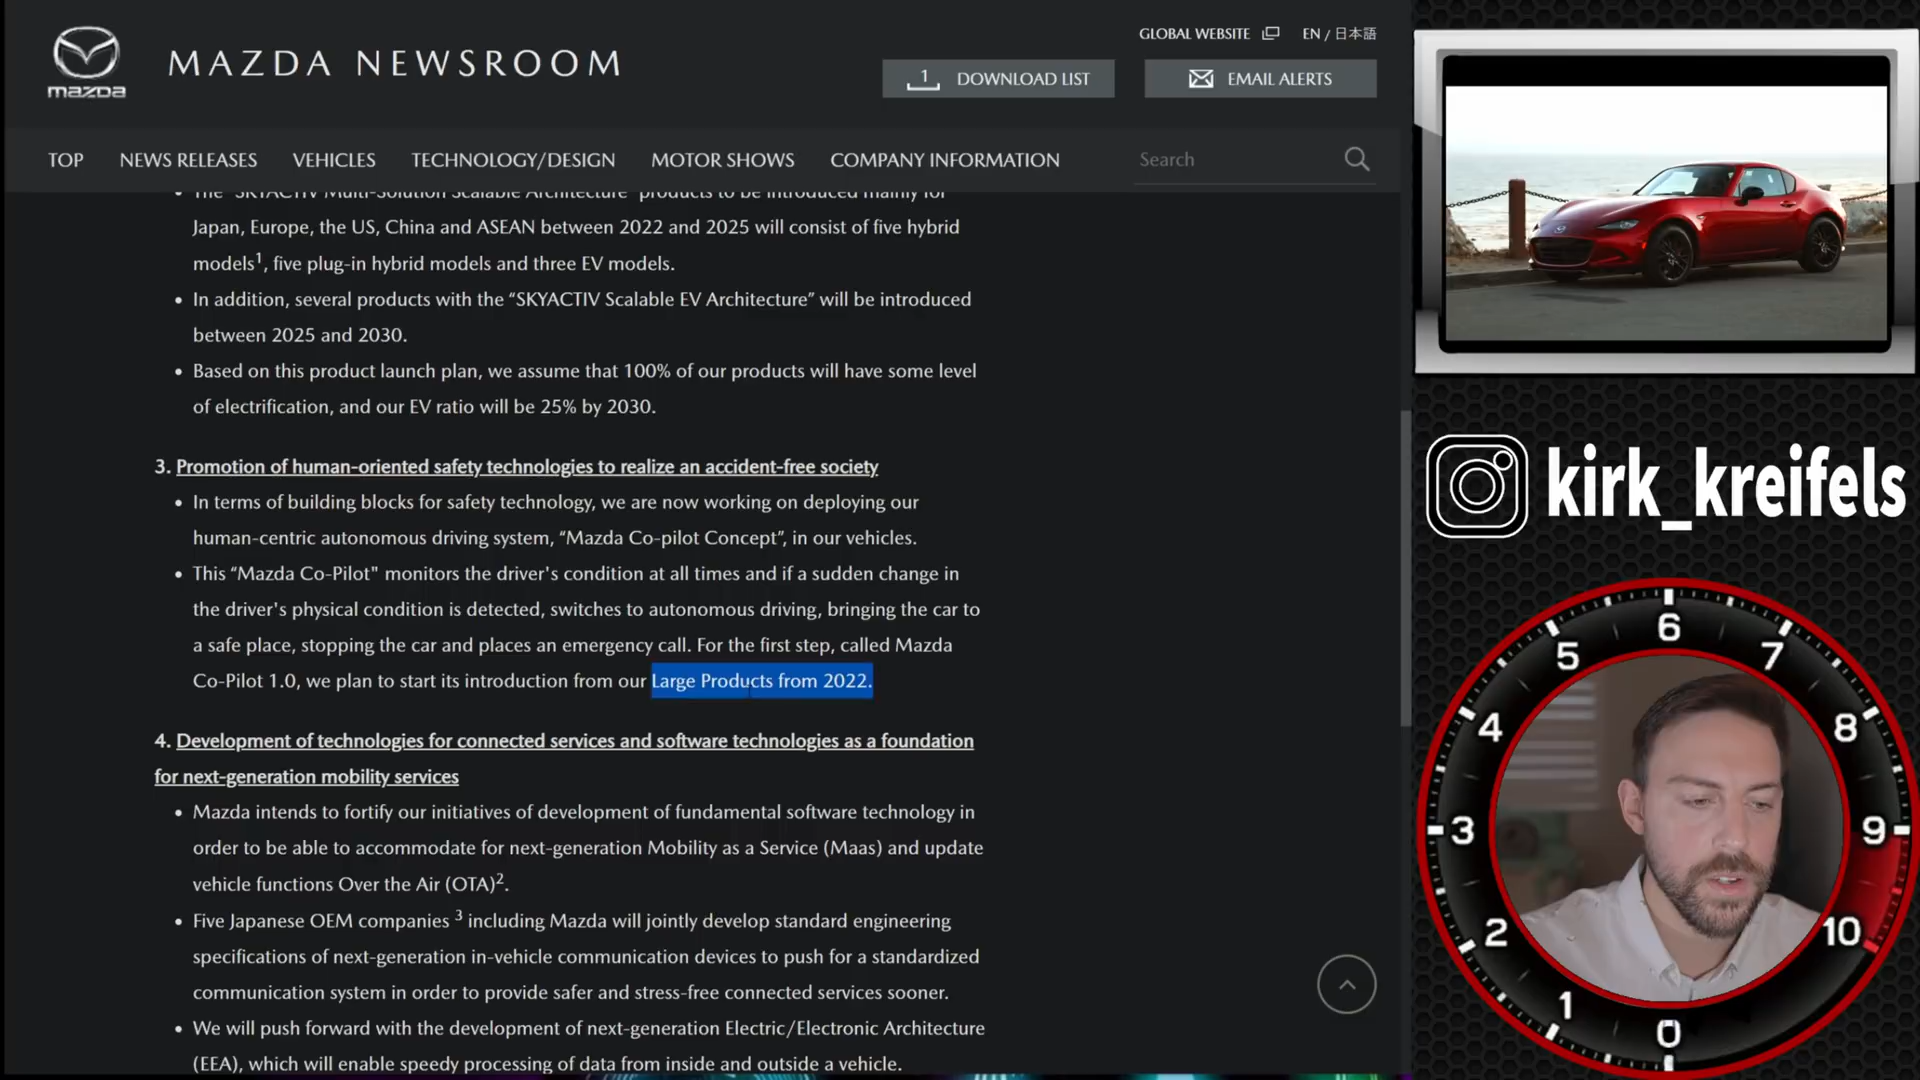 mazda
MAZDA NEWSROOM
GLOBAL WEBSITE
EN / 日本語
1 DOWNLOAD LIST
EMAIL ALERTS
TOP
NEWS RELEASES
VEHICLES
TECHNOLOGY/DESIGN
MOTOR SHOWS
COMPANY INFORMATION
Search
• The "SKYACTIV Multi-Solution Scalable Architecture" products to be introduced mainly for
Japan, Europe, the US, China and ASEAN between 2022 and 2025 will consist of five hybrid
models1, five plug-in hybrid models and three EV models.
• In addition, several products with the “SKYACTIV Scalable EV Architecture” will be introduced
between 2025 and 2030.
• Based on this product launch plan, we assume that 100% of our products will have some level
of electrification, and our EV ratio will be 25% by 2030.
3. Promotion of human-oriented safety technologies to realize an accident-free society
• In terms of building blocks for safety technology, we are now working on deploying our
human-centric autonomous driving system, “Mazda Co-pilot Concept”, in our vehicles.
• This “Mazda Co-Pilot" monitors the driver's condition at all times and if a sudden change in
the driver's physical condition is detected, switches to autonomous driving, bringing the car to
a safe place, stopping the car and places an emergency call. For the first step, called Mazda
Co-Pilot 1.0, we plan to start its introduction from our Large Products from 2022.
4. Development of technologies for connected services and software technologies as a foundation
for next-generation mobility services
• Mazda intends to fortify our initiatives of development of fundamental software technology in
order to be able to accommodate for next-generation Mobility as a Service (Maas) and update
vehicle functions Over the Air (OTA)2.
• Five Japanese OEM companies 3 including Mazda will jointly develop standard engineering
specifications of next-generation in-vehicle communication devices to push for a standardized
communication system in order to provide safer and stress-free connected services sooner.
• We will push forward with the development of next-generation Electric/Electronic Architecture
(EEA), which will enable speedy processing of data from inside and outside a vehicle.
kirk_kreifels
0
1
2
3
4
5
6
7
8
9
10